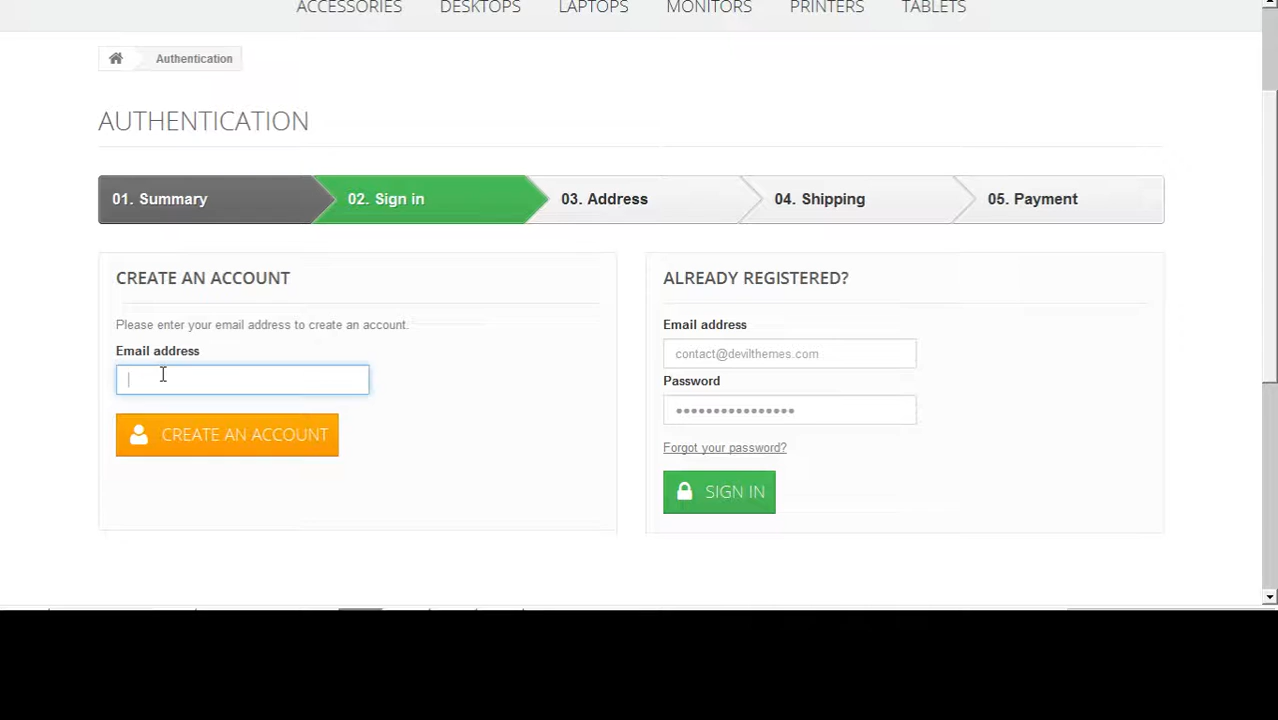 ACCESSORIES DESKTOPS LAPTOPS MONITORS PRINTERS TABLETS
Authentication
AUTHENTICATION
01. Summary 02. Sign in 03. Address 04. Shipping 05. Payment
CREATE AN ACCOUNT
Please enter your email address to create an account.
Email address
CREATE AN ACCOUNT
ALREADY REGISTERED?
Email address
contact@devilthemes.com
Password
••••••••••••••••
Forgot your password?
SIGN IN